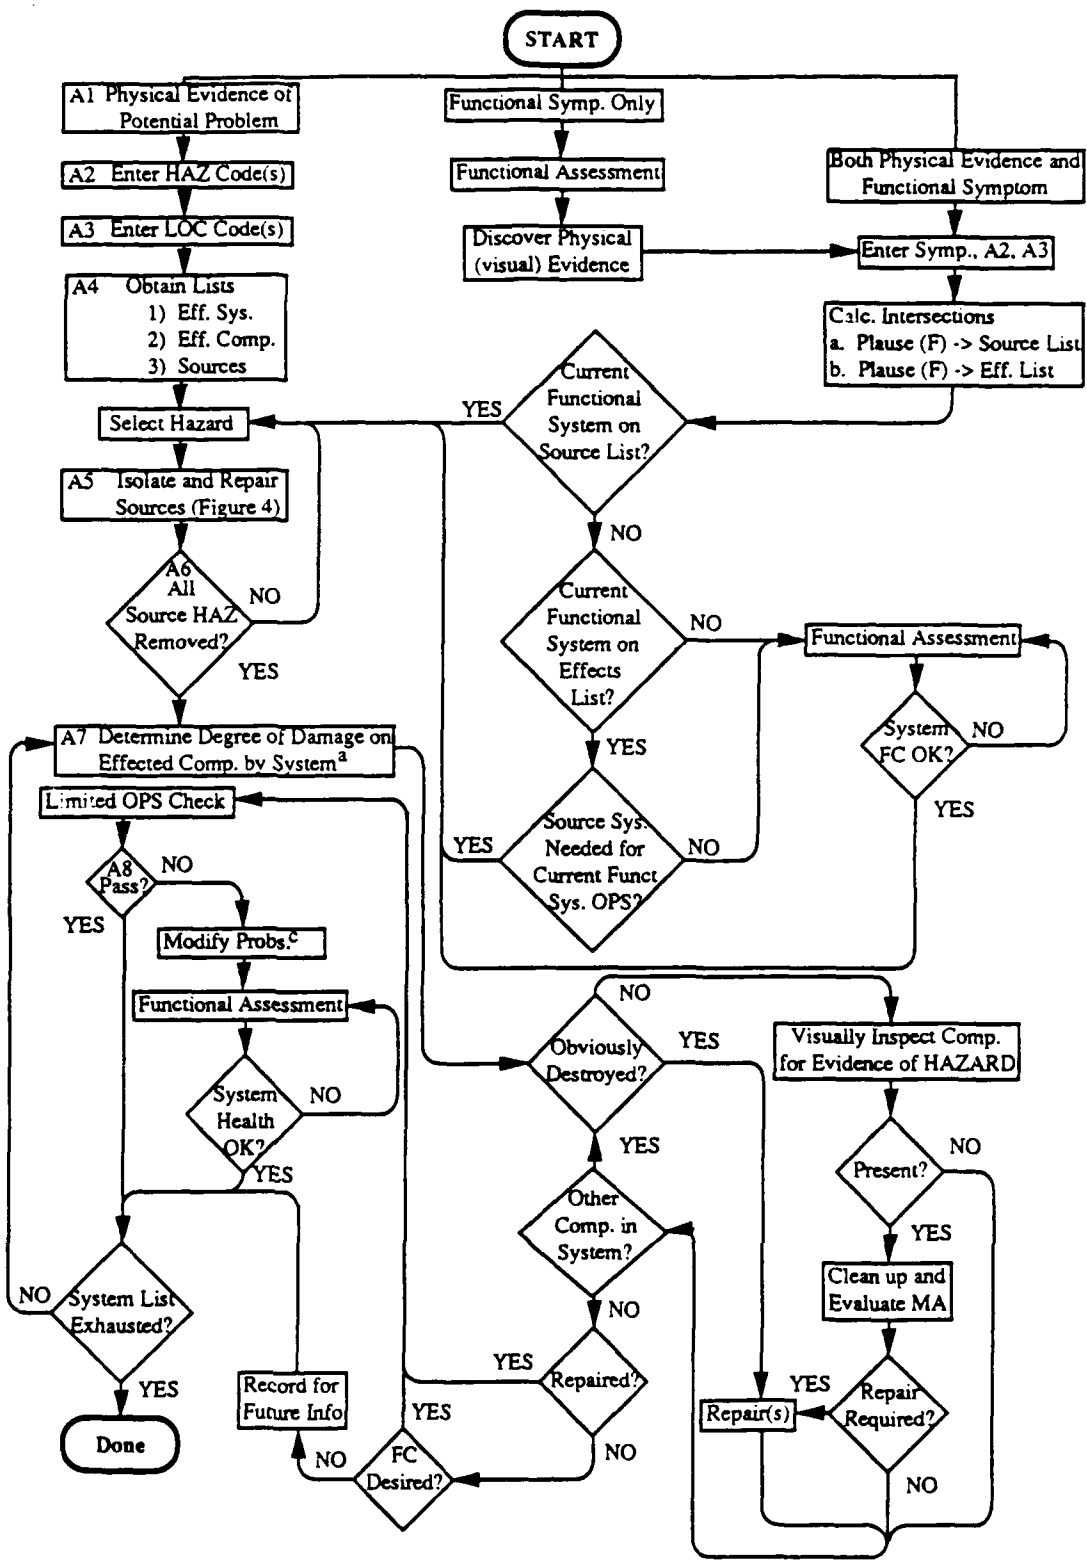 START
A1 Physical Evidence of
Potential Problem
Functional Symp. Only
A2 Enter HAZ Code(s)
Functional Assessment
Both Physical Evidence and
Functional Symptom
A3 Enter LOC Code(s)
Discover Physical
(visual) Evidence
Enter Symp., A2, A3
A4 Obtain Lists
1) Eff. Sys.
2) Eff. Comp.
3) Sources
Calc. Intersections
a. Plause (F) -> Source List
b. Plause (F) -> Eff. List
Select Hazard
YES
Current
Functional
System on
Source List?
NO
A5 Isolate and Repair
Sources (Figure 4)
A6
All
Source HAZ
Removed?
NO
YES
Current
Functional
System on
Effects
List?
NO
YES
Functional Assessment
System
FC OK?
NO
YES
A7 Determine Degree of Damage on
Effected Comp. by System a
Limited OPS Check
A8
Pass?
NO
YES
Source Sys.
Needed for
Current Funct
Sys. OPS?
YES
NO
Modify Probs. c
Functional Assessment
System
Health
OK?
NO
YES
Obviously
Destroyed?
NO
YES
Visually Inspect Comp.
for Evidence of HAZARD
Present?
NO
YES
YES
Other
Comp. in
System?
NO
Clean up and
Evaluate MA
System List
Exhausted?
NO
YES
Done
Record for
Future Info
Repaired?
YES
NO
Repair
Required?
YES
NO
Repair(s)
FC
Desired?
YES
NO